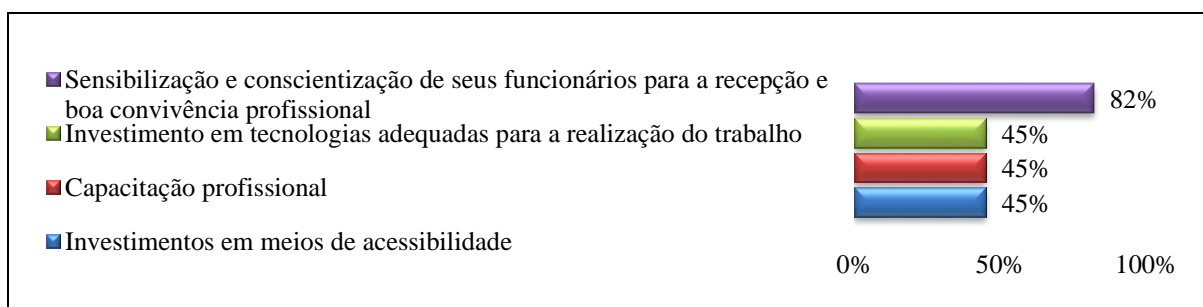 Sensibilização e conscientização de seus funcionários para a recepção e
boa convivência profissional
Investimento em tecnologias adequadas para a realização do trabalho
Capacitação profissional
Investimentos em meios de acessibilidade
82%
45%
45%
45%
0% 50% 100%